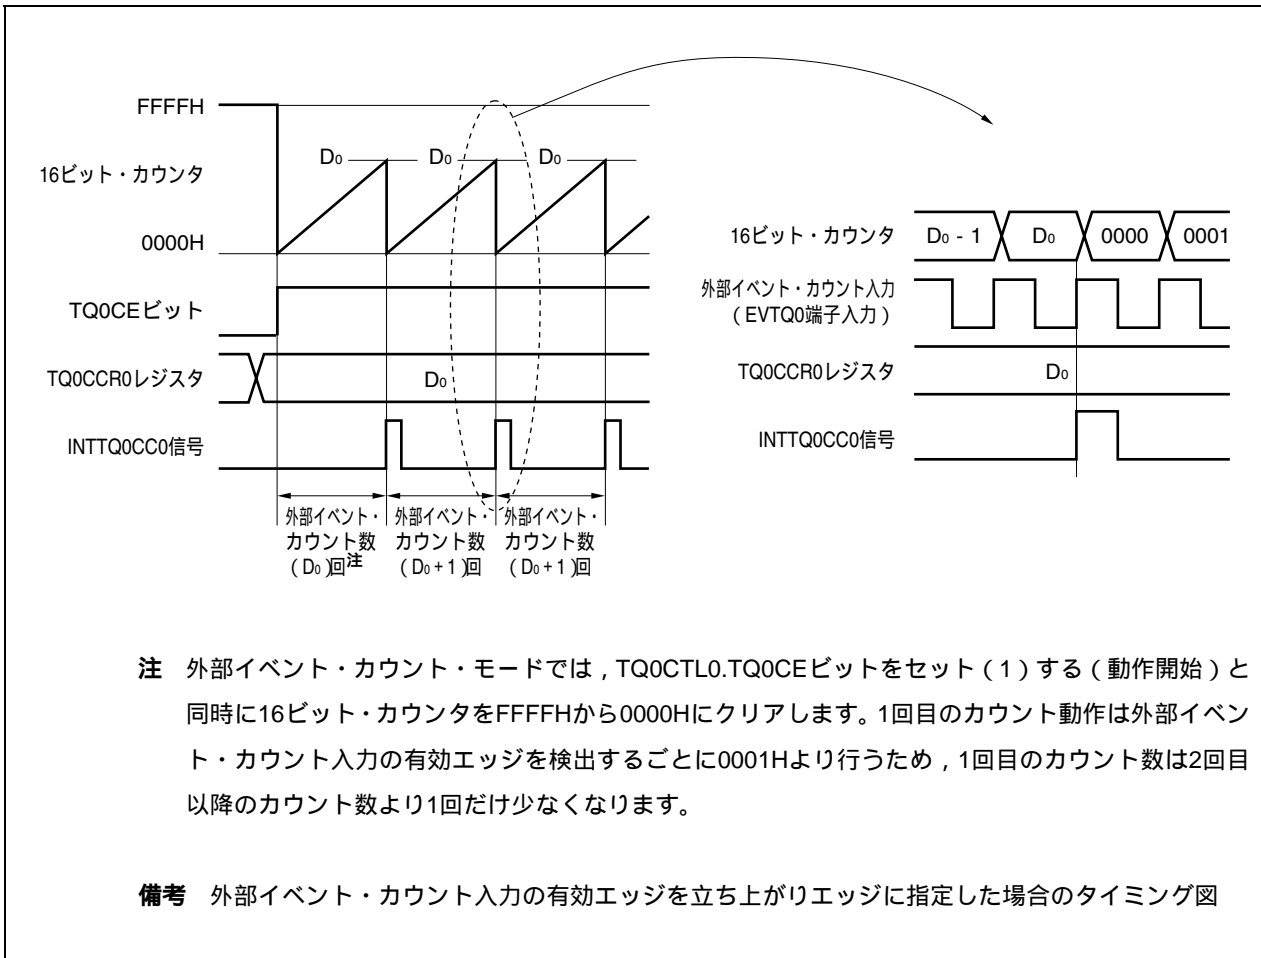 FFFFH
16ビット・カウンタ
0000H
D0
D0
D0
TQ0CEビット
TQ0CCR0レジスタ
D0
INTTQ0CC0信号
外部イベント・
カウント数
（D0）回注
外部イベント・
カウント数
（D0+1）回
外部イベント・
カウント数
（D0+1）回
16ビット・カウンタ
D0 - 1
D0
0000
0001
外部イベント・カウント入力
（EVTQ0端子入力）
TQ0CCR0レジスタ
D0
INTTQ0CC0信号
注 外部イベント・カウント・モードでは，TQ0CTL0.TQ0CEビットをセット（1）する（動作開始）と
同時に16ビット・カウンタをFFFFHから0000Hにクリアします。1回目のカウント動作は外部イベン
ト・カウント入力の有効エッジを検出するごとに0001Hより行うため，1回目のカウント数は2回目
以降のカウント数より1回だけ少なくなります。
備考 外部イベント・カウント入力の有効エッジを立ち上がりエッジに指定した場合のタイミング図